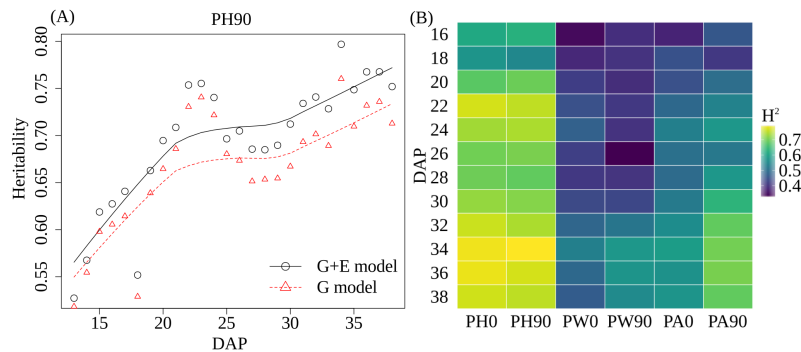 (A)
PH90
0.80
0.75
0.70
0.65
0.60
0.55
Heritability
G+E model
G model
15 20 25 30 35
DAP
(B)
16
18
20
22
24
26
28
30
32
34
36
38
DAP
PH0 PH90 PW0 PW90 PA0 PA90
H²
0.7
0.6
0.5
0.4